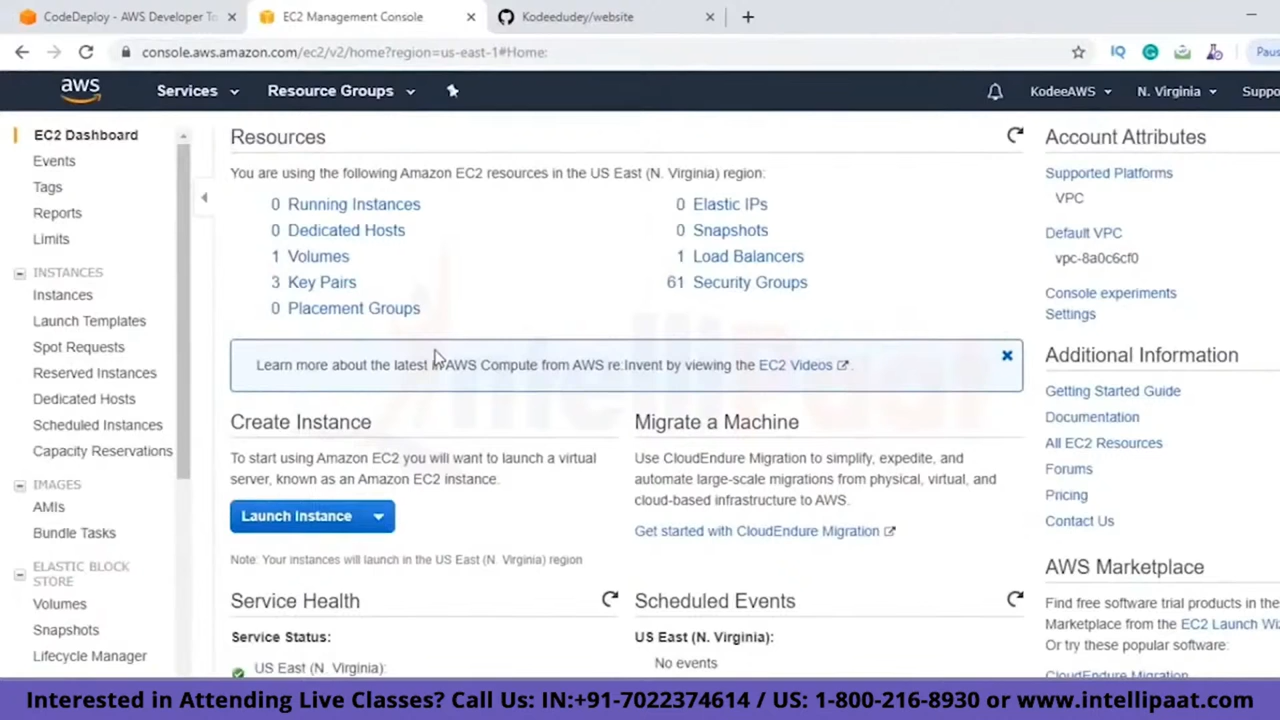 CodeDeploy - AWS Developer To
EC2 Management Console
Kodeedudey/website
console.aws.amazon.com/ec2/v2/home?region=us-east-1#Home:
IQ
Paus
aws
Services
Resource Groups
KodeeAWS
N. Virginia
Suppo
EC2 Dashboard
Events
Tags
Reports
Limits
INSTANCES
Instances
Launch Templates
Spot Requests
Reserved Instances
Dedicated Hosts
Scheduled Instances
Capacity Reservations
IMAGES
AMIs
Bundle Tasks
ELASTIC BLOCK
STORE
Volumes
Snapshots
Lifecycle Manager
Resources
You are using the following Amazon EC2 resources in the US East (N. Virginia) region:
0 Running Instances
0 Dedicated Hosts
1 Volumes
3 Key Pairs
0 Placement Groups
0 Elastic IPs
0 Snapshots
1 Load Balancers
61 Security Groups
Learn more about the latest in AWS Compute from AWS re:Invent by viewing the EC2 Videos.
Create Instance
To start using Amazon EC2 you will want to launch a virtual
server, known as an Amazon EC2 instance.
Launch Instance
Note: Your instances will launch in the US East (N. Virginia) region
Migrate a Machine
Use CloudEndure Migration to simplify, expedite, and
automate large-scale migrations from physical, virtual, and
cloud-based infrastructure to AWS.
Get started with CloudEndure Migration
Service Health
Service Status:
US East (N. Virginia):
Scheduled Events
US East (N. Virginia):
No events
Account Attributes
Supported Platforms
VPC
Default VPC
vpc-8a0c6cf0
Console experiments
Settings
Additional Information
Getting Started Guide
Documentation
All EC2 Resources
Forums
Pricing
Contact Us
AWS Marketplace
Find free software trial products in the
Marketplace from the EC2 Launch Wiz
Or try these popular software:
CloudEndure Migration
IntelliPaat
Interested in Attending Live Classes? Call Us: IN:+91-7022374614 / US: 1-800-216-8930 or www.intellipaat.com